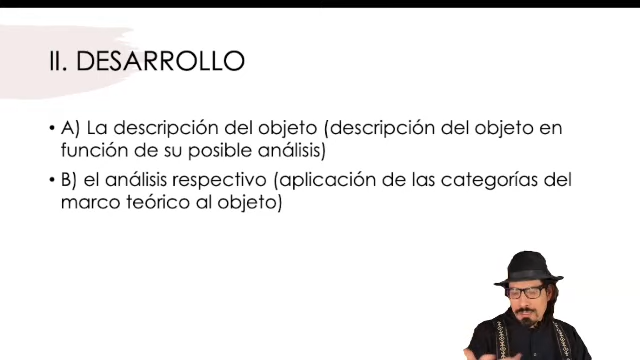 II. DESARROLLO
• A) La descripción del objeto (descripción del objeto en
función de su posible análisis)
• B) el análisis respectivo (aplicación de las categorías del
marco teórico al objeto)